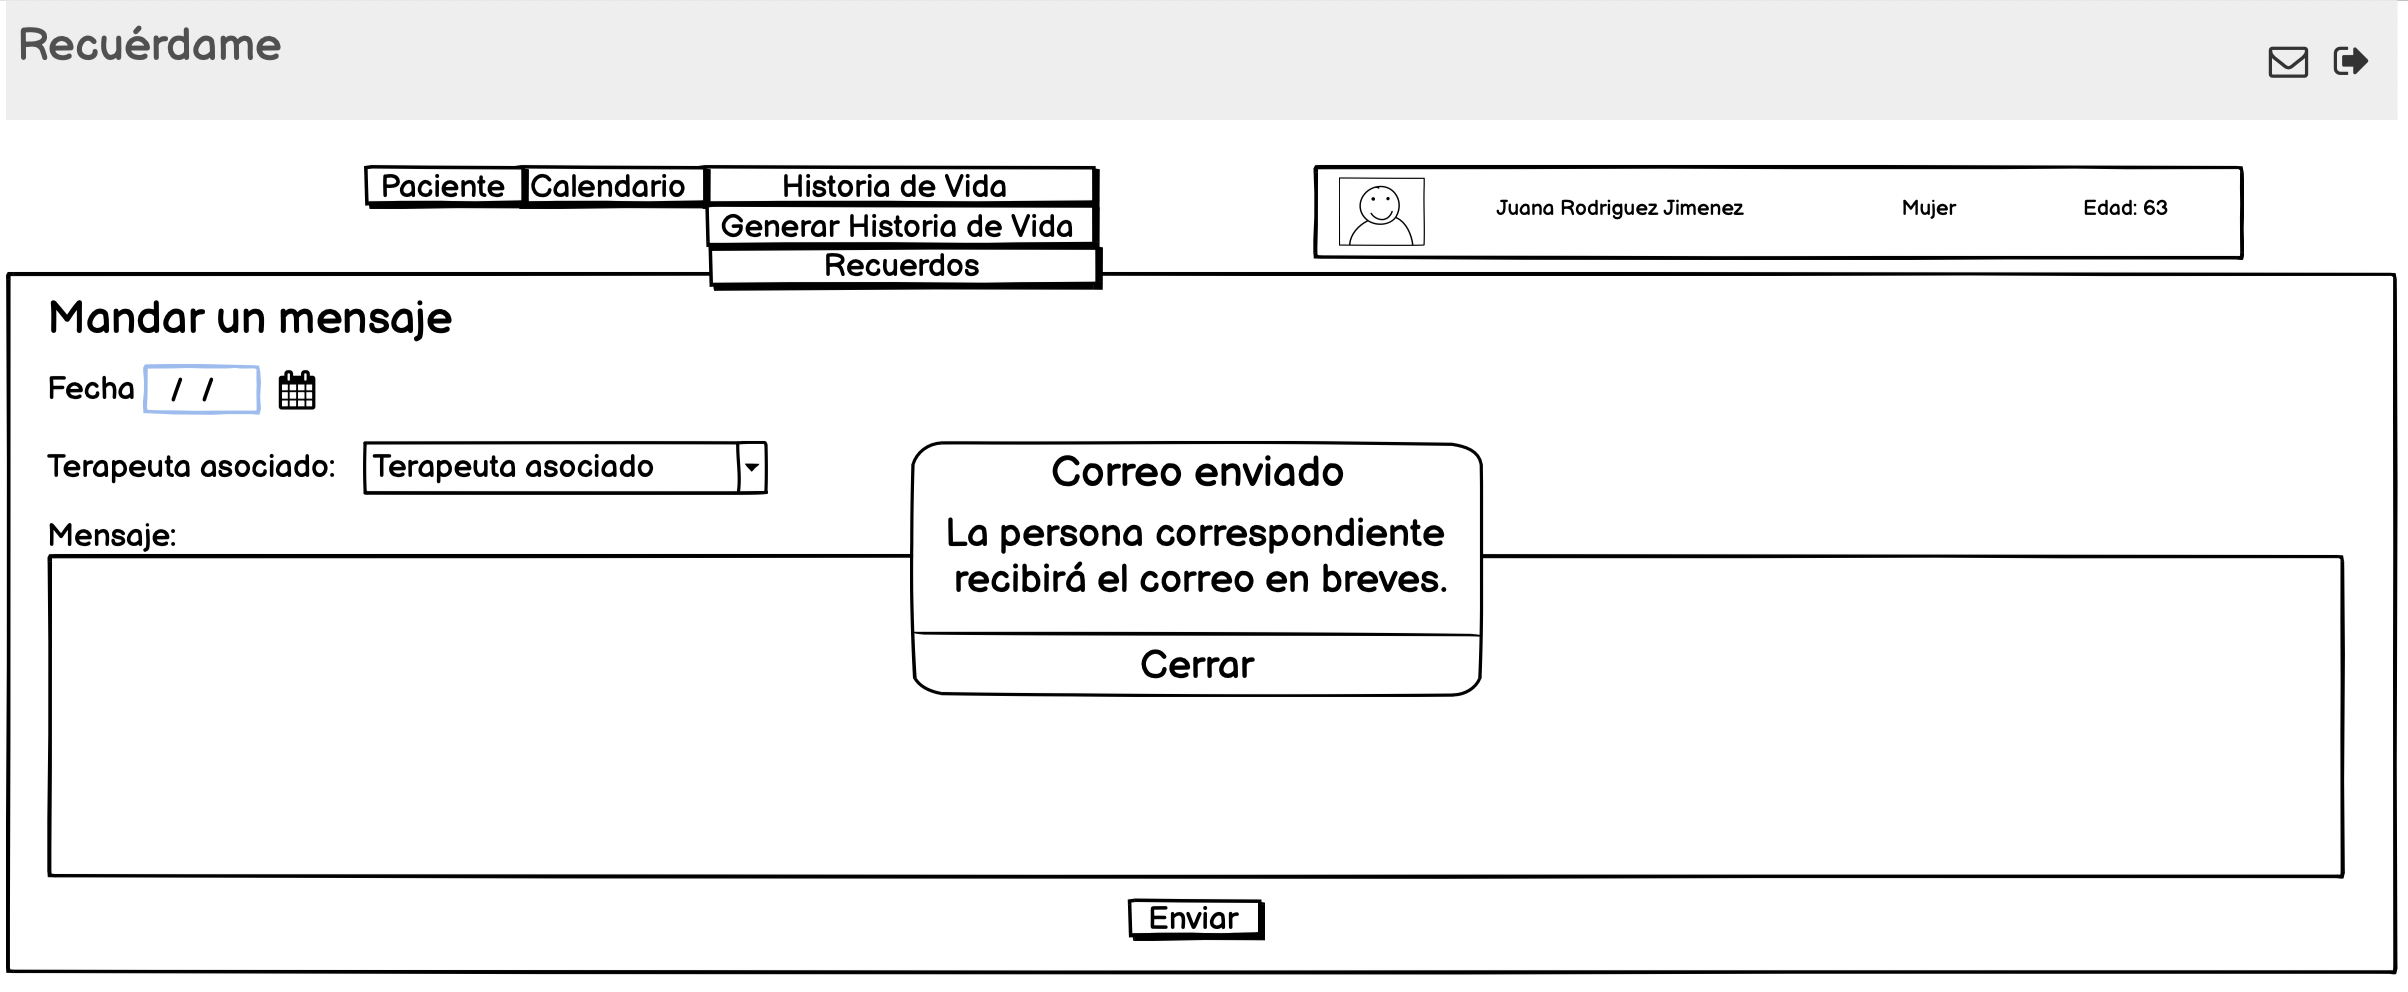 Recuérdame
Paciente
Calendario
Historia de Vida
Generar Historia de Vida
Recuerdos
Juana Rodriguez Jimenez
Mujer
Edad: 63
Mandar un mensaje
Fecha / /
Terapeuta asociado: Terapeuta asociado
Mensaje:
Correo enviado
La persona correspondiente
recibirá el correo en breves.
Cerrar
Enviar